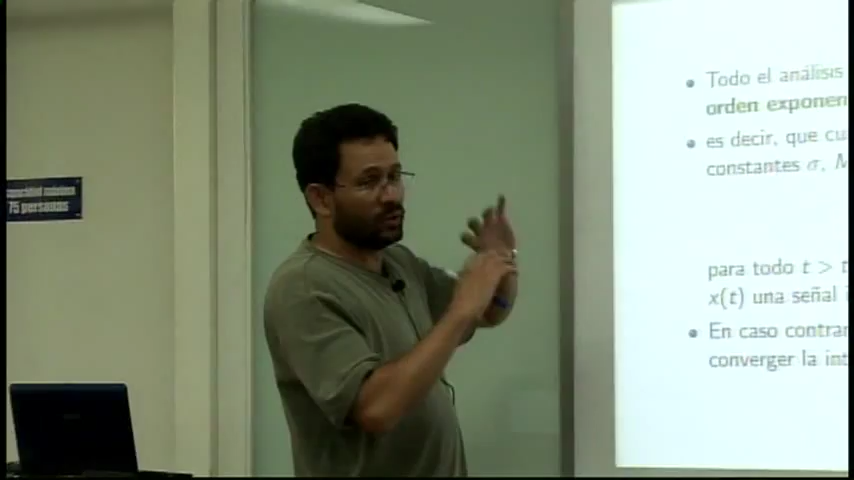 capacidad máxima
75 personas
Todo el análisis
orden exponen
es decir, que cu
constantes σ, M
para todo t > t
x(t) una señal i
En caso contrar
converger la int